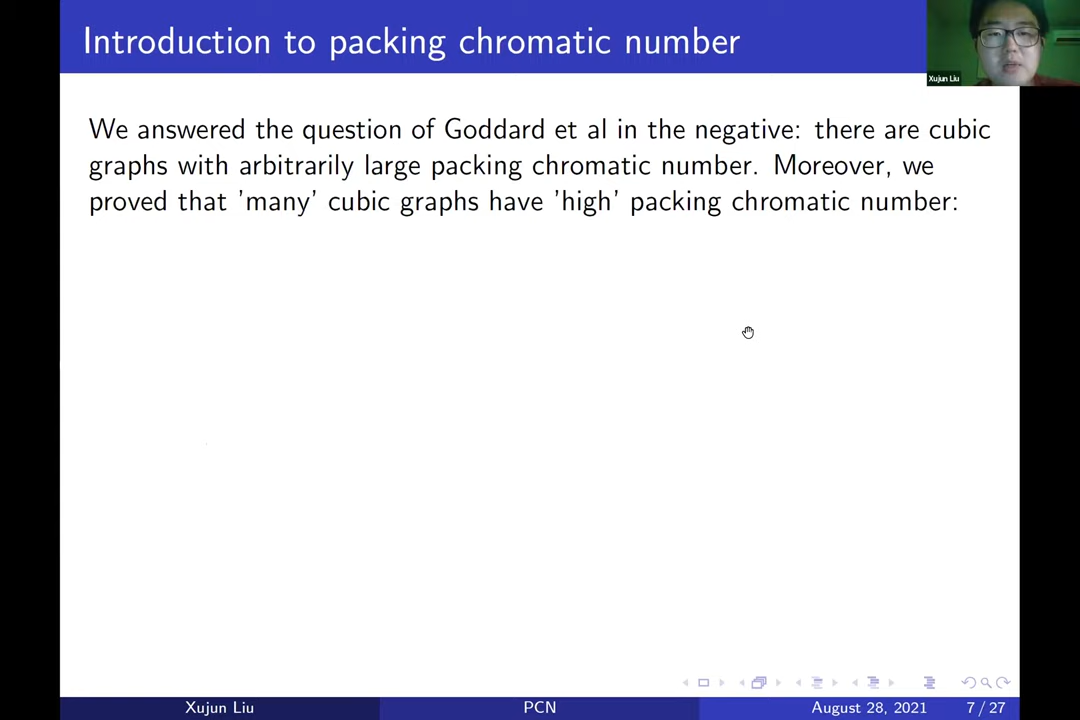 Introduction to packing chromatic number
Xujun Liu
We answered the question of Goddard et al in the negative: there are cubic
graphs with arbitrarily large packing chromatic number. Moreover, we
proved that 'many' cubic graphs have 'high' packing chromatic number:
Xujun Liu
PCN
August 28, 2021
7 / 27